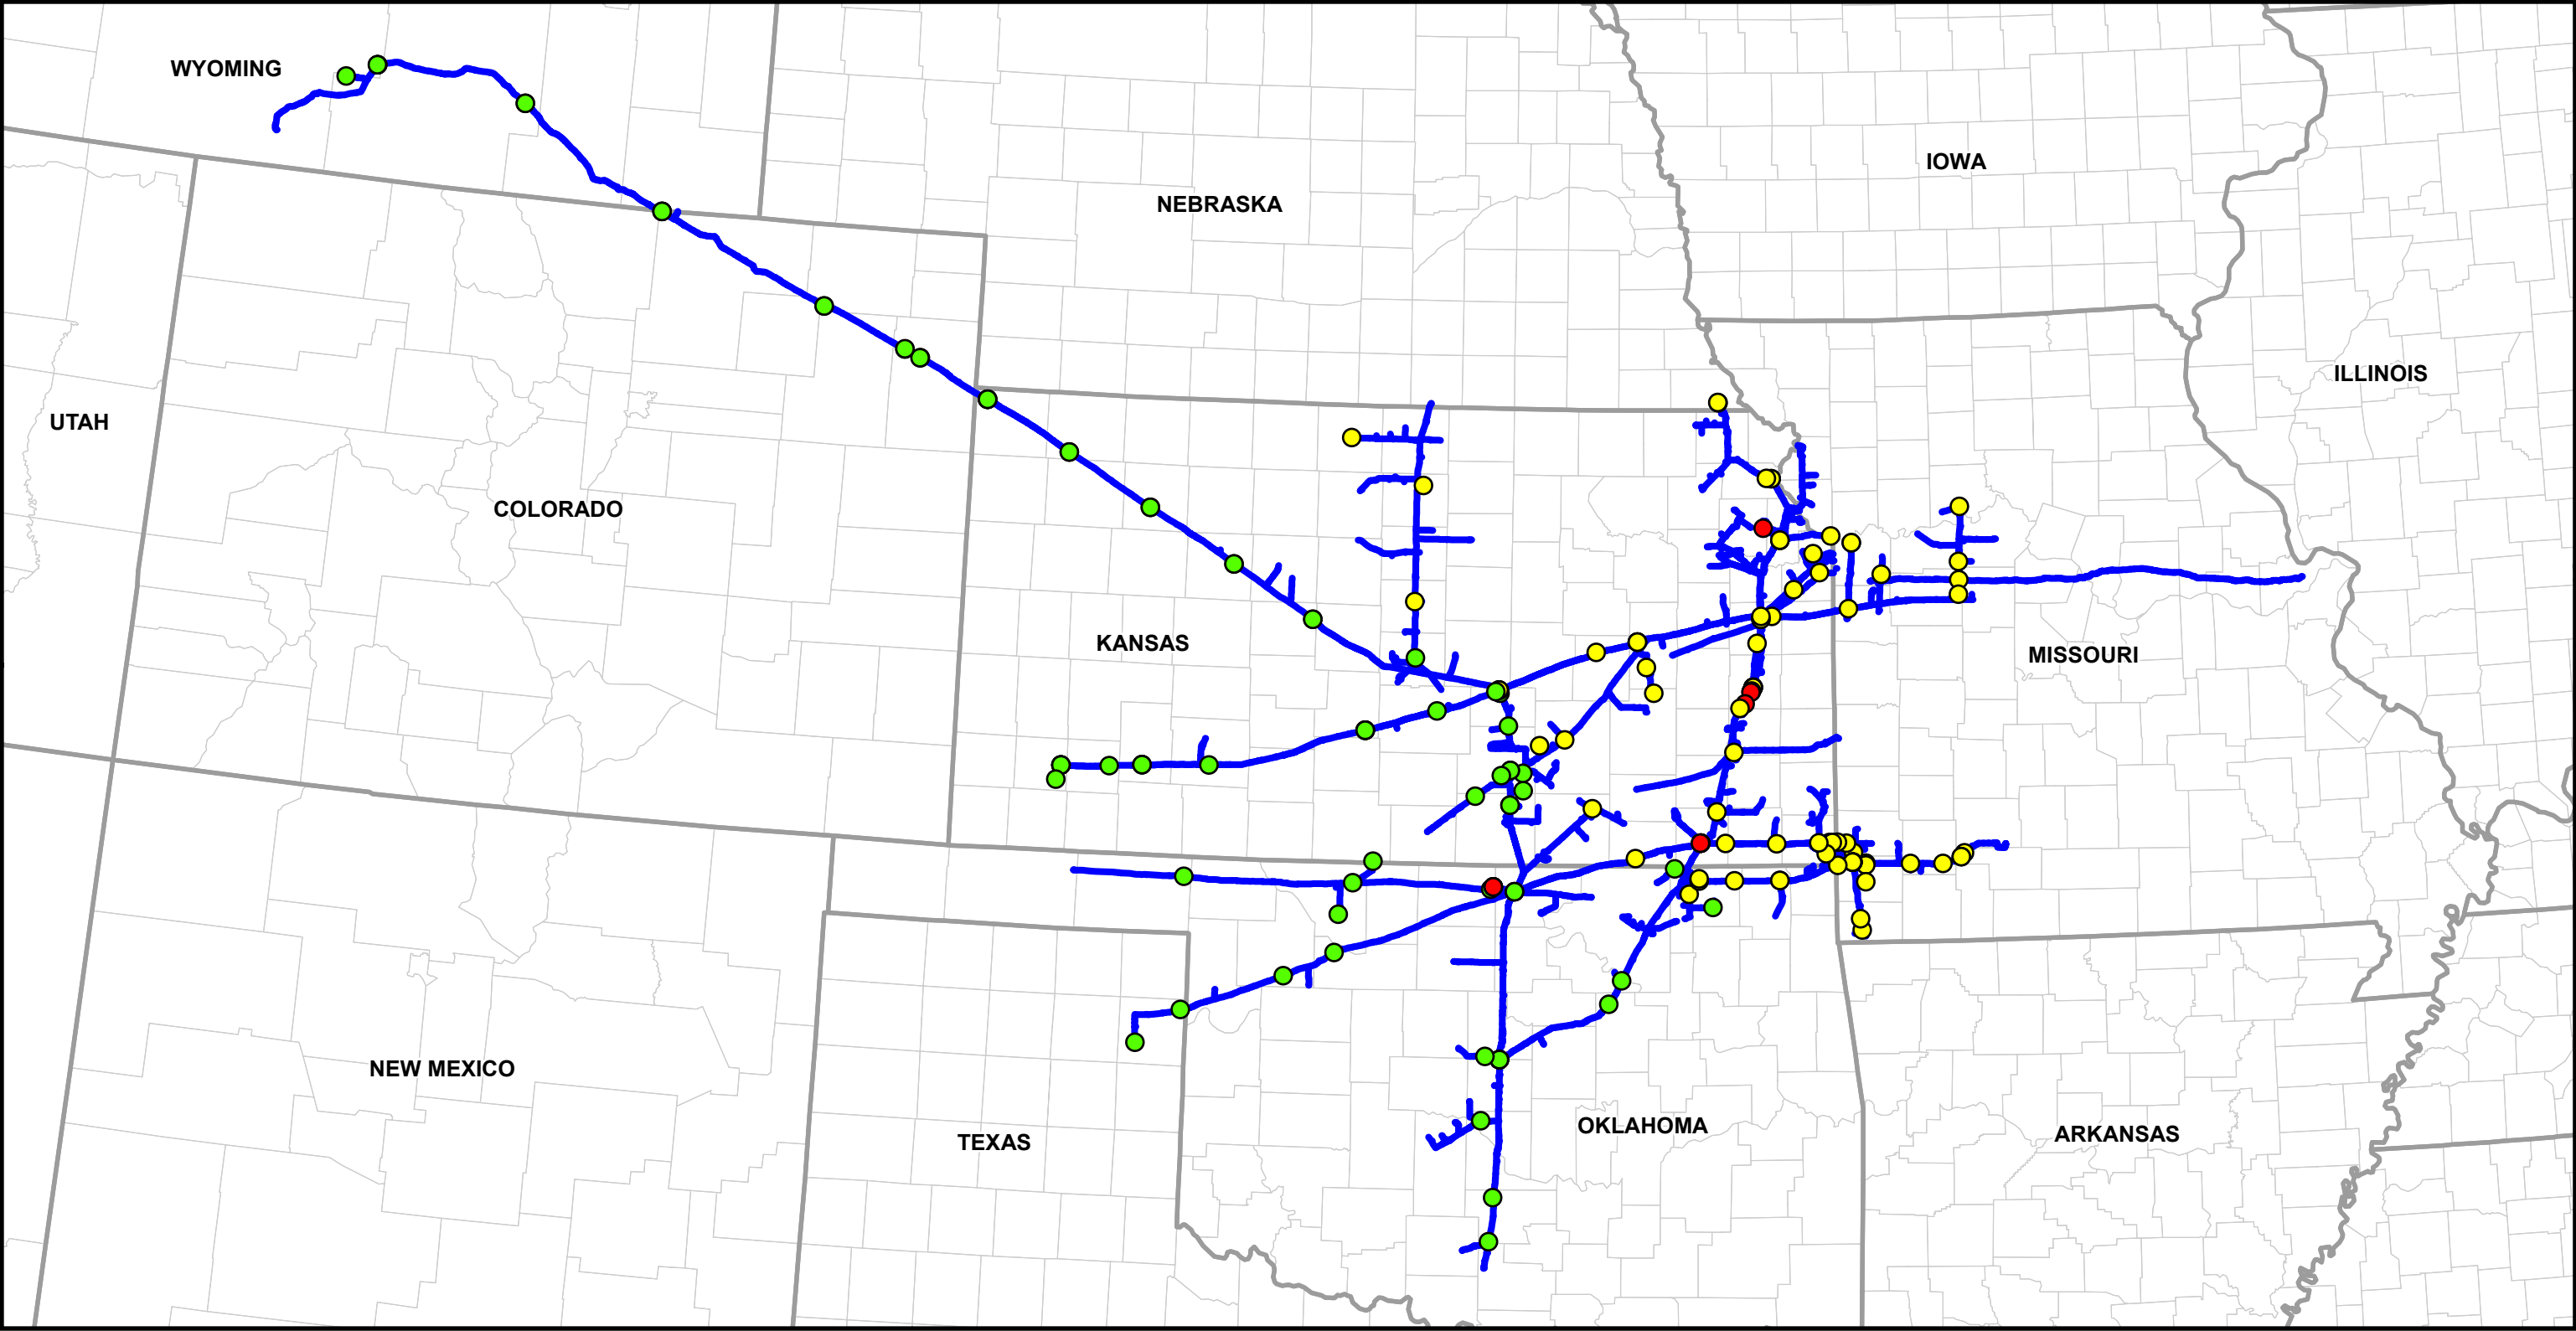 WYOMING
IOWA
NEBRASKA
ILLINOIS
UTAH
COLORADO
KANSAS
MISSOURI
NEW MEXICO
OKLAHOMA
ARKANSAS
TEXAS